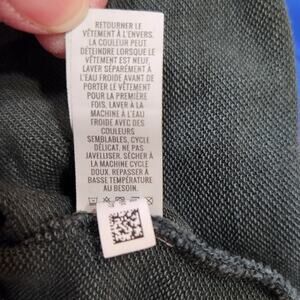 RETOURNER LE
VÊTEMENT À L'ENVERS.
LA COULEUR PEUT
DÉTEINDRE LORSQUE LE
VÊTEMENT EST NEUF,
LAVER SÉPARÉMENT À
L'EAU FROIDE AVANT DE
PORTER LE VÊTEMENT
POUR LA PREMIÈRE
FOIS. LAVER À LA
MACHINE À L'EAU
FROIDE AVEC DES
COULEURS
SEMBLABLES, CYCLE
DÉLICAT, NE PAS
JAVELLISER. SÉCHER À
LA MACHINE CYCLE
DOUX. REPASSER À
BASSE TEMPÉRATURE
AU BESOIN.